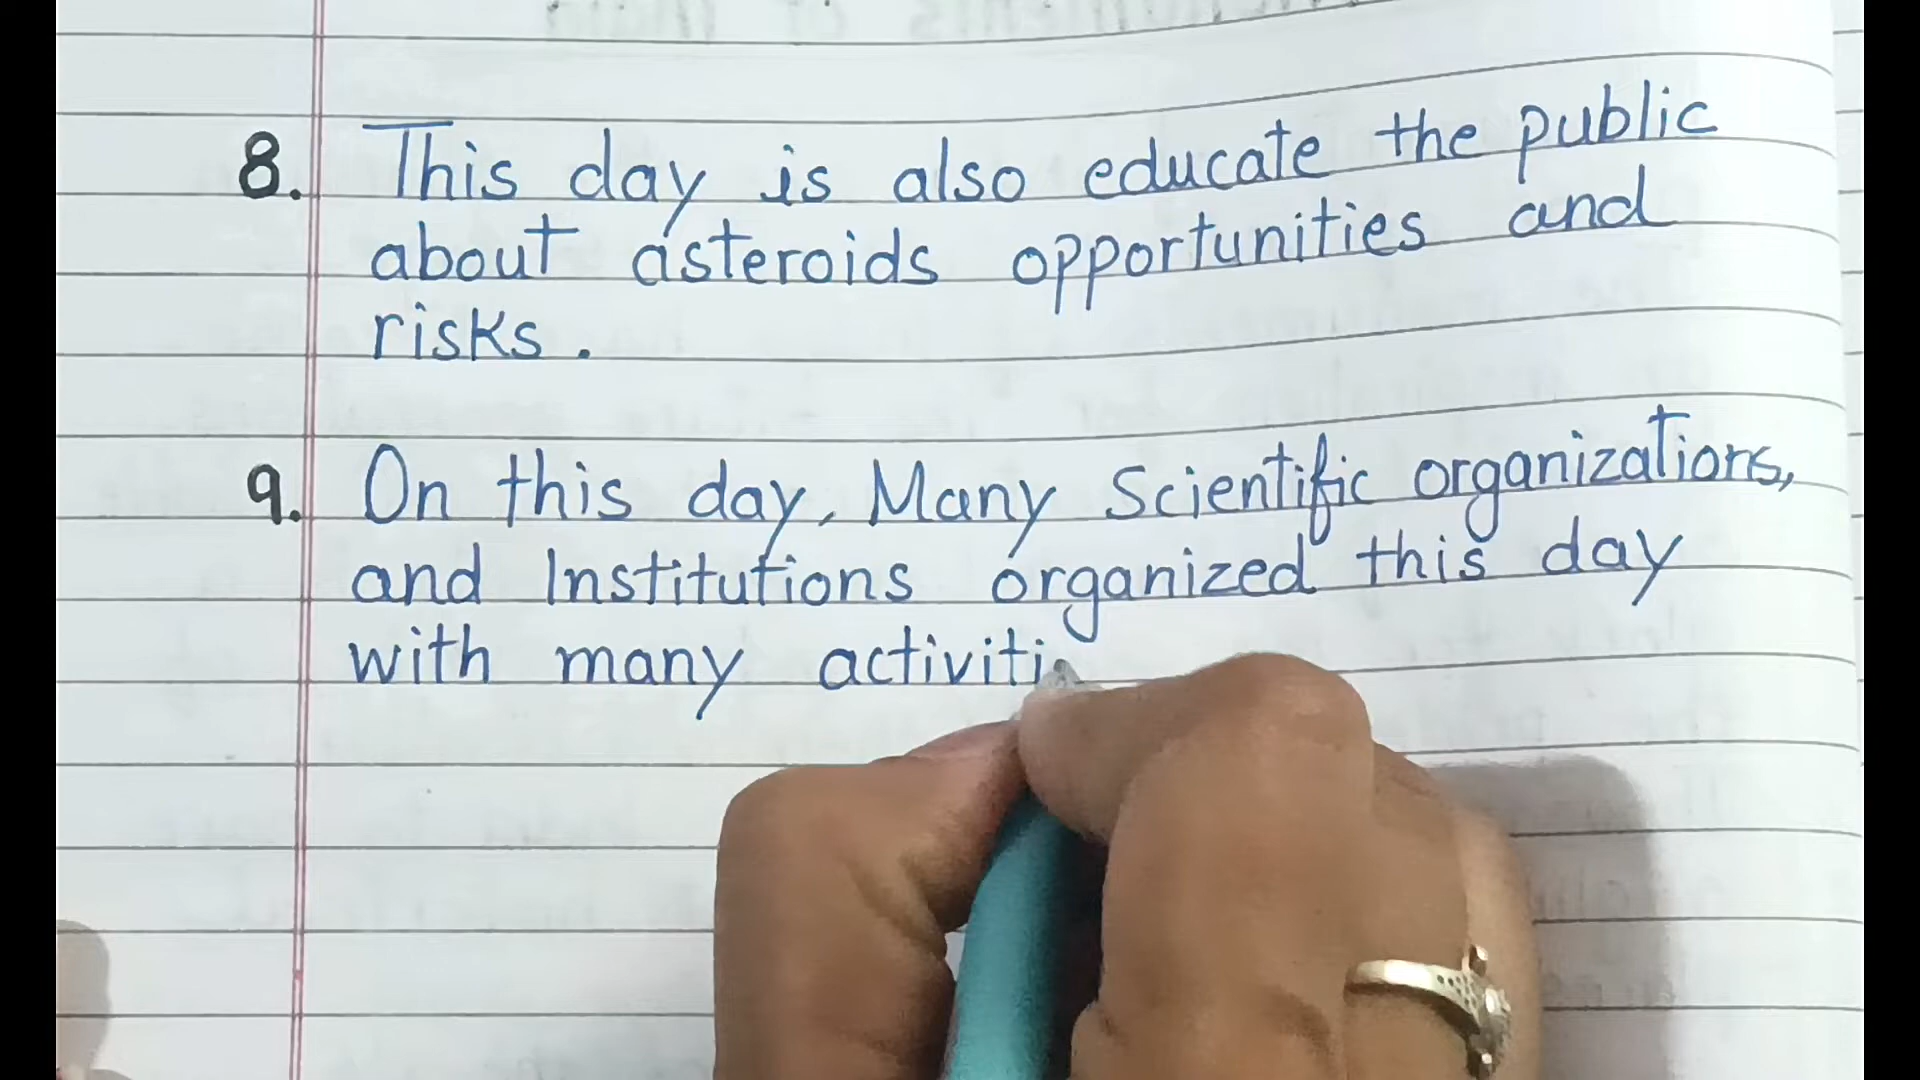 8. This day is also educate the public
about asteroids opportunities and
risks.
9. On this day, Many Scientific organizations,
and Institutions organized this day
with many activiti